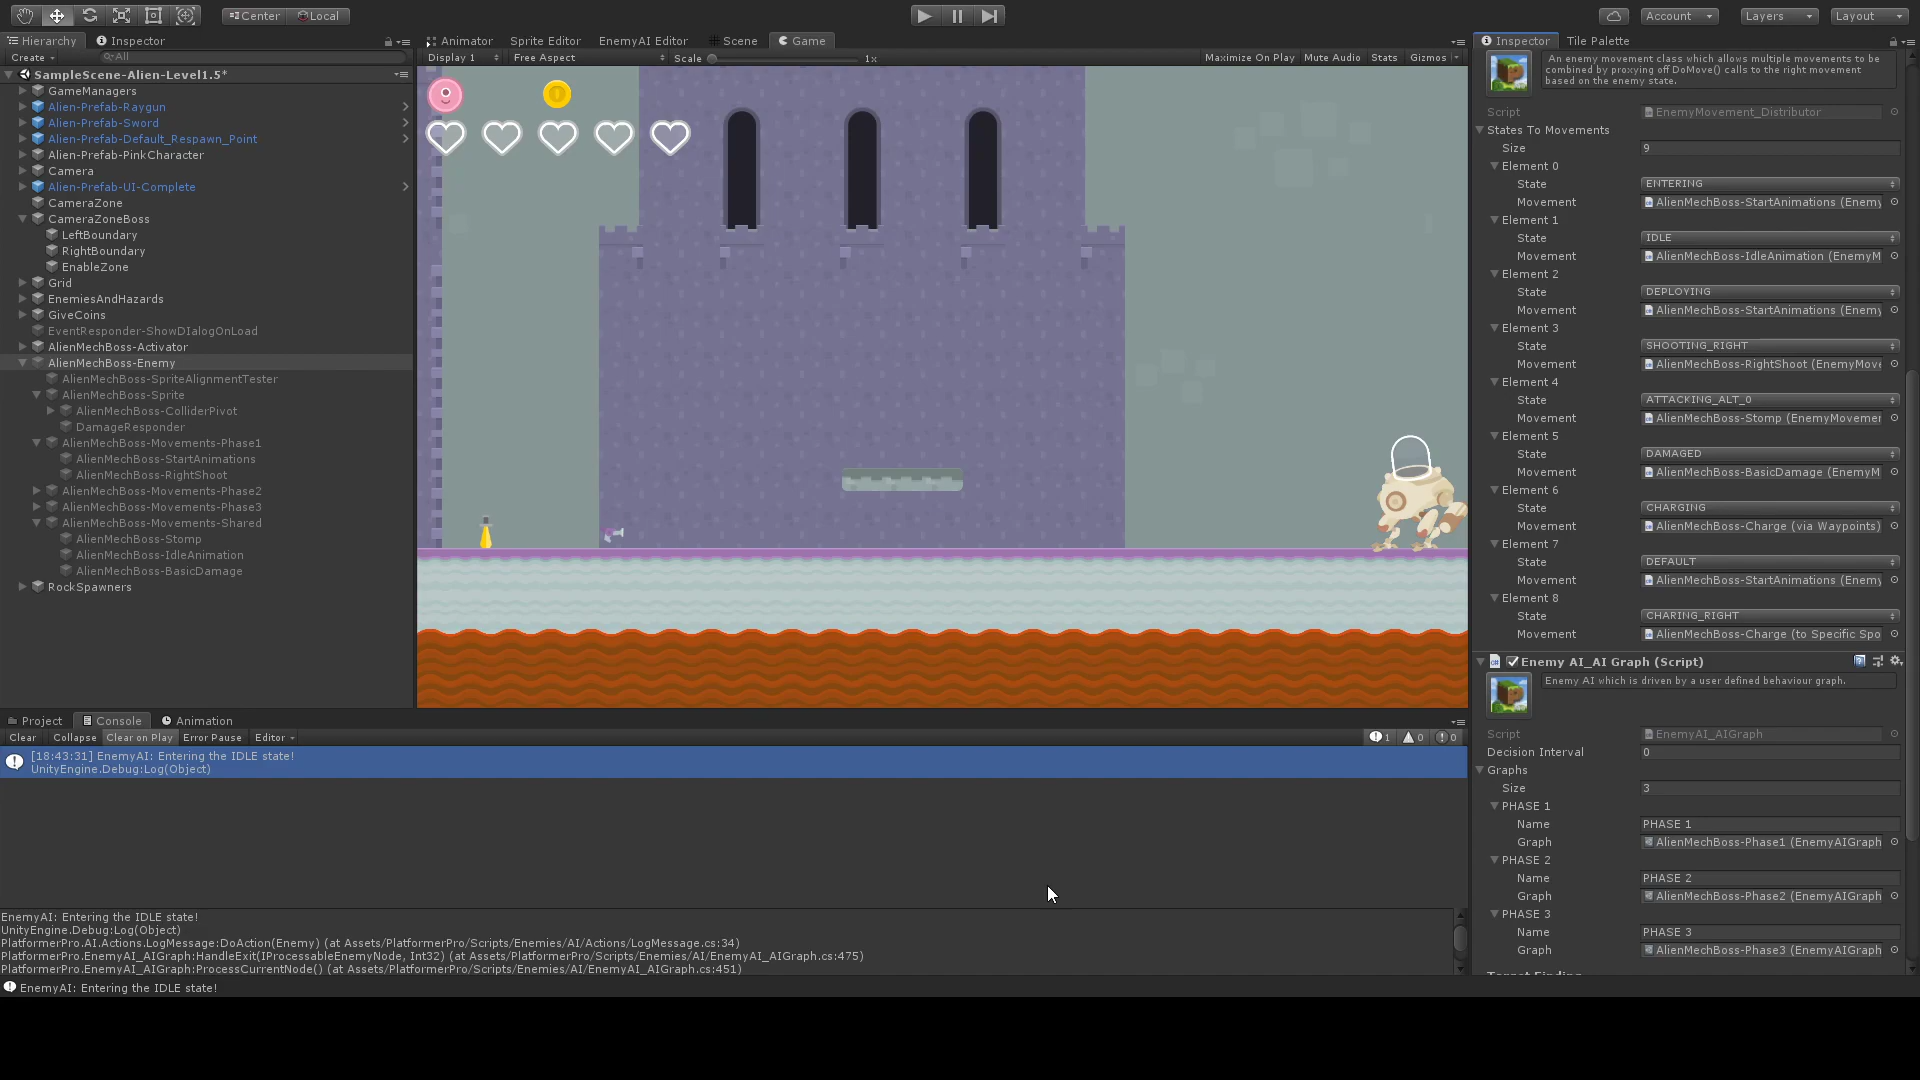 Center
Local
Account
Layers
Layout
Hierarchy
Inspector
Create
All
SampleScene-Alien-Level1.5*
GameManagers
Alien-Prefab-Raygun
Alien-Prefab-Sword
Alien-Prefab-Default_Respawn_Point
Alien-Prefab-PinkCharacter
Camera
Alien-Prefab-UI-Complete
CameraZone
CameraZoneBoss
LeftBoundary
RightBoundary
EnableZone
Grid
EnemiesAndHazards
GiveCoins
EventResponder-ShowDIalogOnLoad
AlienMechBoss-Activator
AlienMechBoss-Enemy
AlienMechBoss-SpriteAlignmentTester
AlienMechBoss-Sprite
AlienMechBoss-ColliderPivot
DamageResponder
AlienMechBoss-Movements-Phase1
AlienMechBoss-StartAnimations
AlienMechBoss-RightShoot
AlienMechBoss-Movements-Phase2
AlienMechBoss-Movements-Phase3
AlienMechBoss-Movements-Shared
AlienMechBoss-Stomp
AlienMechBoss-IdleAnimation
AlienMechBoss-BasicDamage
RockSpawners
Animator
Sprite Editor
EnemyAI Editor
Scene
Game
Display 1
Free Aspect
Scale
1x
Maximize On Play
Mute Audio
Stats
Gizmos
Project
Console
Animation
Clear
Collapse
Clear on Play
Error Pause
Editor
1
0
0
[18:43:31] EnemyAI: Entering the IDLE state!
UnityEngine.Debug:Log(Object)
EnemyAI: Entering the IDLE state!
UnityEngine.Debug:Log(Object)
PlatformerPro.AI.Actions.LogMessage:DoAction(Enemy) (at Assets/PlatformerPro/Scripts/Enemies/AI/Actions/LogMessage.cs:34)
PlatformerPro.EnemyAI_AIGraph:HandleExit(IProcessableEnemyNode, Int32) (at Assets/PlatformerPro/Scripts/Enemies/AI/EnemyAI_AIGraph.cs:475)
PlatformerPro.EnemyAI_AIGraph:ProcessCurrentNode() (at Assets/PlatformerPro/Scripts/Enemies/AI/EnemyAI_AIGraph.cs:451)
EnemyAI: Entering the IDLE state!
Inspector
Tile Palette
An enemy movement class which allows multiple movements to be
combined by proxying off DoMove() calls to the right movement
based on the enemy state.
Script
EnemyMovement_Distributor
States To Movements
Size
9
Element 0
State
ENTERING
Movement
AlienMechBoss-StartAnimations (Enemy
Element 1
State
IDLE
Movement
AlienMechBoss-IdleAnimation (EnemyM
Element 2
State
DEPLOYING
Movement
AlienMechBoss-StartAnimations (Enemy
Element 3
State
SHOOTING_RIGHT
Movement
AlienMechBoss-RightShoot (EnemyMove
Element 4
State
ATTACKING_ALT_0
Movement
AlienMechBoss-Stomp (EnemyMovemer
Element 5
State
DAMAGED
Movement
AlienMechBoss-BasicDamage (EnemyM
Element 6
State
CHARGING
Movement
AlienMechBoss-Charge (via Waypoints)
Element 7
State
DEFAULT
Movement
AlienMechBoss-StartAnimations (Enemy
Element 8
State
CHARING_RIGHT
Movement
AlienMechBoss-Charge (to Specific Spo
Enemy AI_AI Graph (Script)
Enemy AI which is driven by a user defined behaviour graph.
Script
EnemyAI_AIGraph
Decision Interval
0
Graphs
Size
3
PHASE 1
Name
PHASE 1
Graph
AlienMechBoss-Phase1 (EnemyAIGraph
PHASE 2
Name
PHASE 2
Graph
AlienMechBoss-Phase2 (EnemyAIGraph
PHASE 3
Name
PHASE 3
Graph
AlienMechBoss-Phase3 (EnemyAIGraph
Target Finding